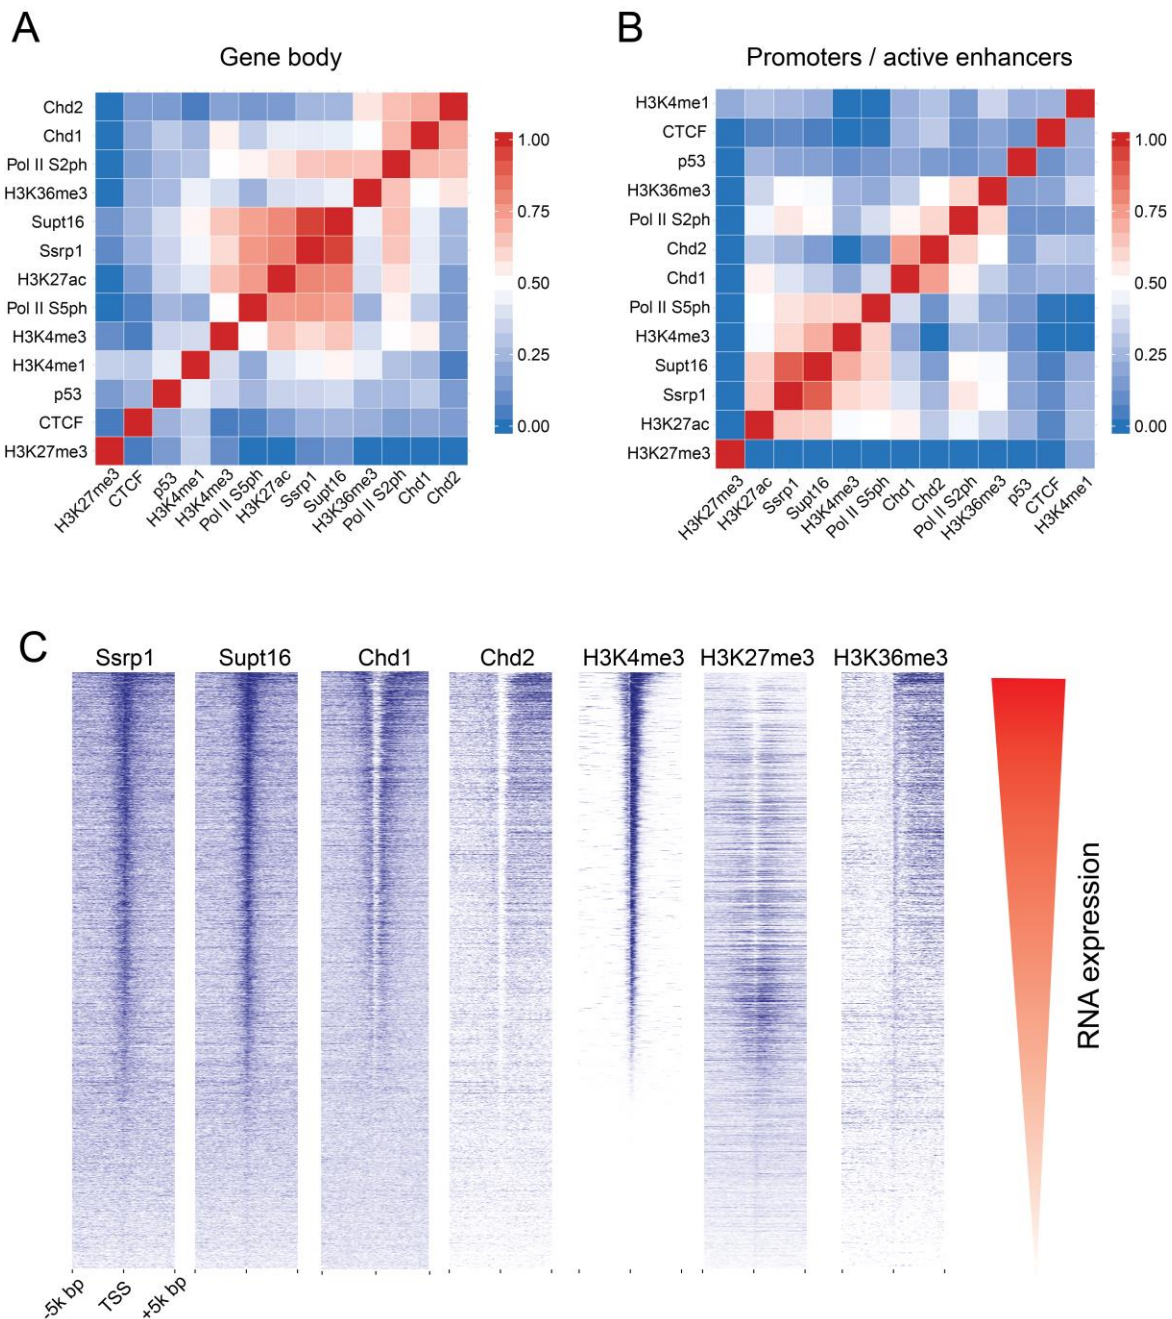 A
Gene body
Chd2
Chd1
Pol II S2ph
H3K36me3
Supt16
Ssrp1
H3K27ac
Pol II S5ph
H3K4me3
H3K4me1
p53
CTCF
H3K27me3
H3K27me3
CTCF
p53
H3K4me1
H3K4me3
Pol II S5ph
H3K27ac
Ssrp1
Supt16
H3K36me3
Pol II S2ph
Chd1
Chd2
1.00
0.75
0.50
0.25
0.00
B
Promoters / active enhancers
H3K4me1
CTCF
p53
H3K36me3
Pol II S2ph
Chd2
Chd1
Pol II S5ph
H3K4me3
Supt16
Ssrp1
H3K27ac
H3K27me3
H3K27me3
H3K27ac
Ssrp1
Supt16
H3K4me3
Pol II S5ph
Chd1
Chd2
Pol II S2ph
H3K36me3
p53
CTCF
H3K4me1
1.00
0.75
0.50
0.25
0.00
C
Ssrp1 Supt16 Chd1 Chd2 H3K4me3 H3K27me3 H3K36me3
RNA expression
-5k bp TSS +5k bp